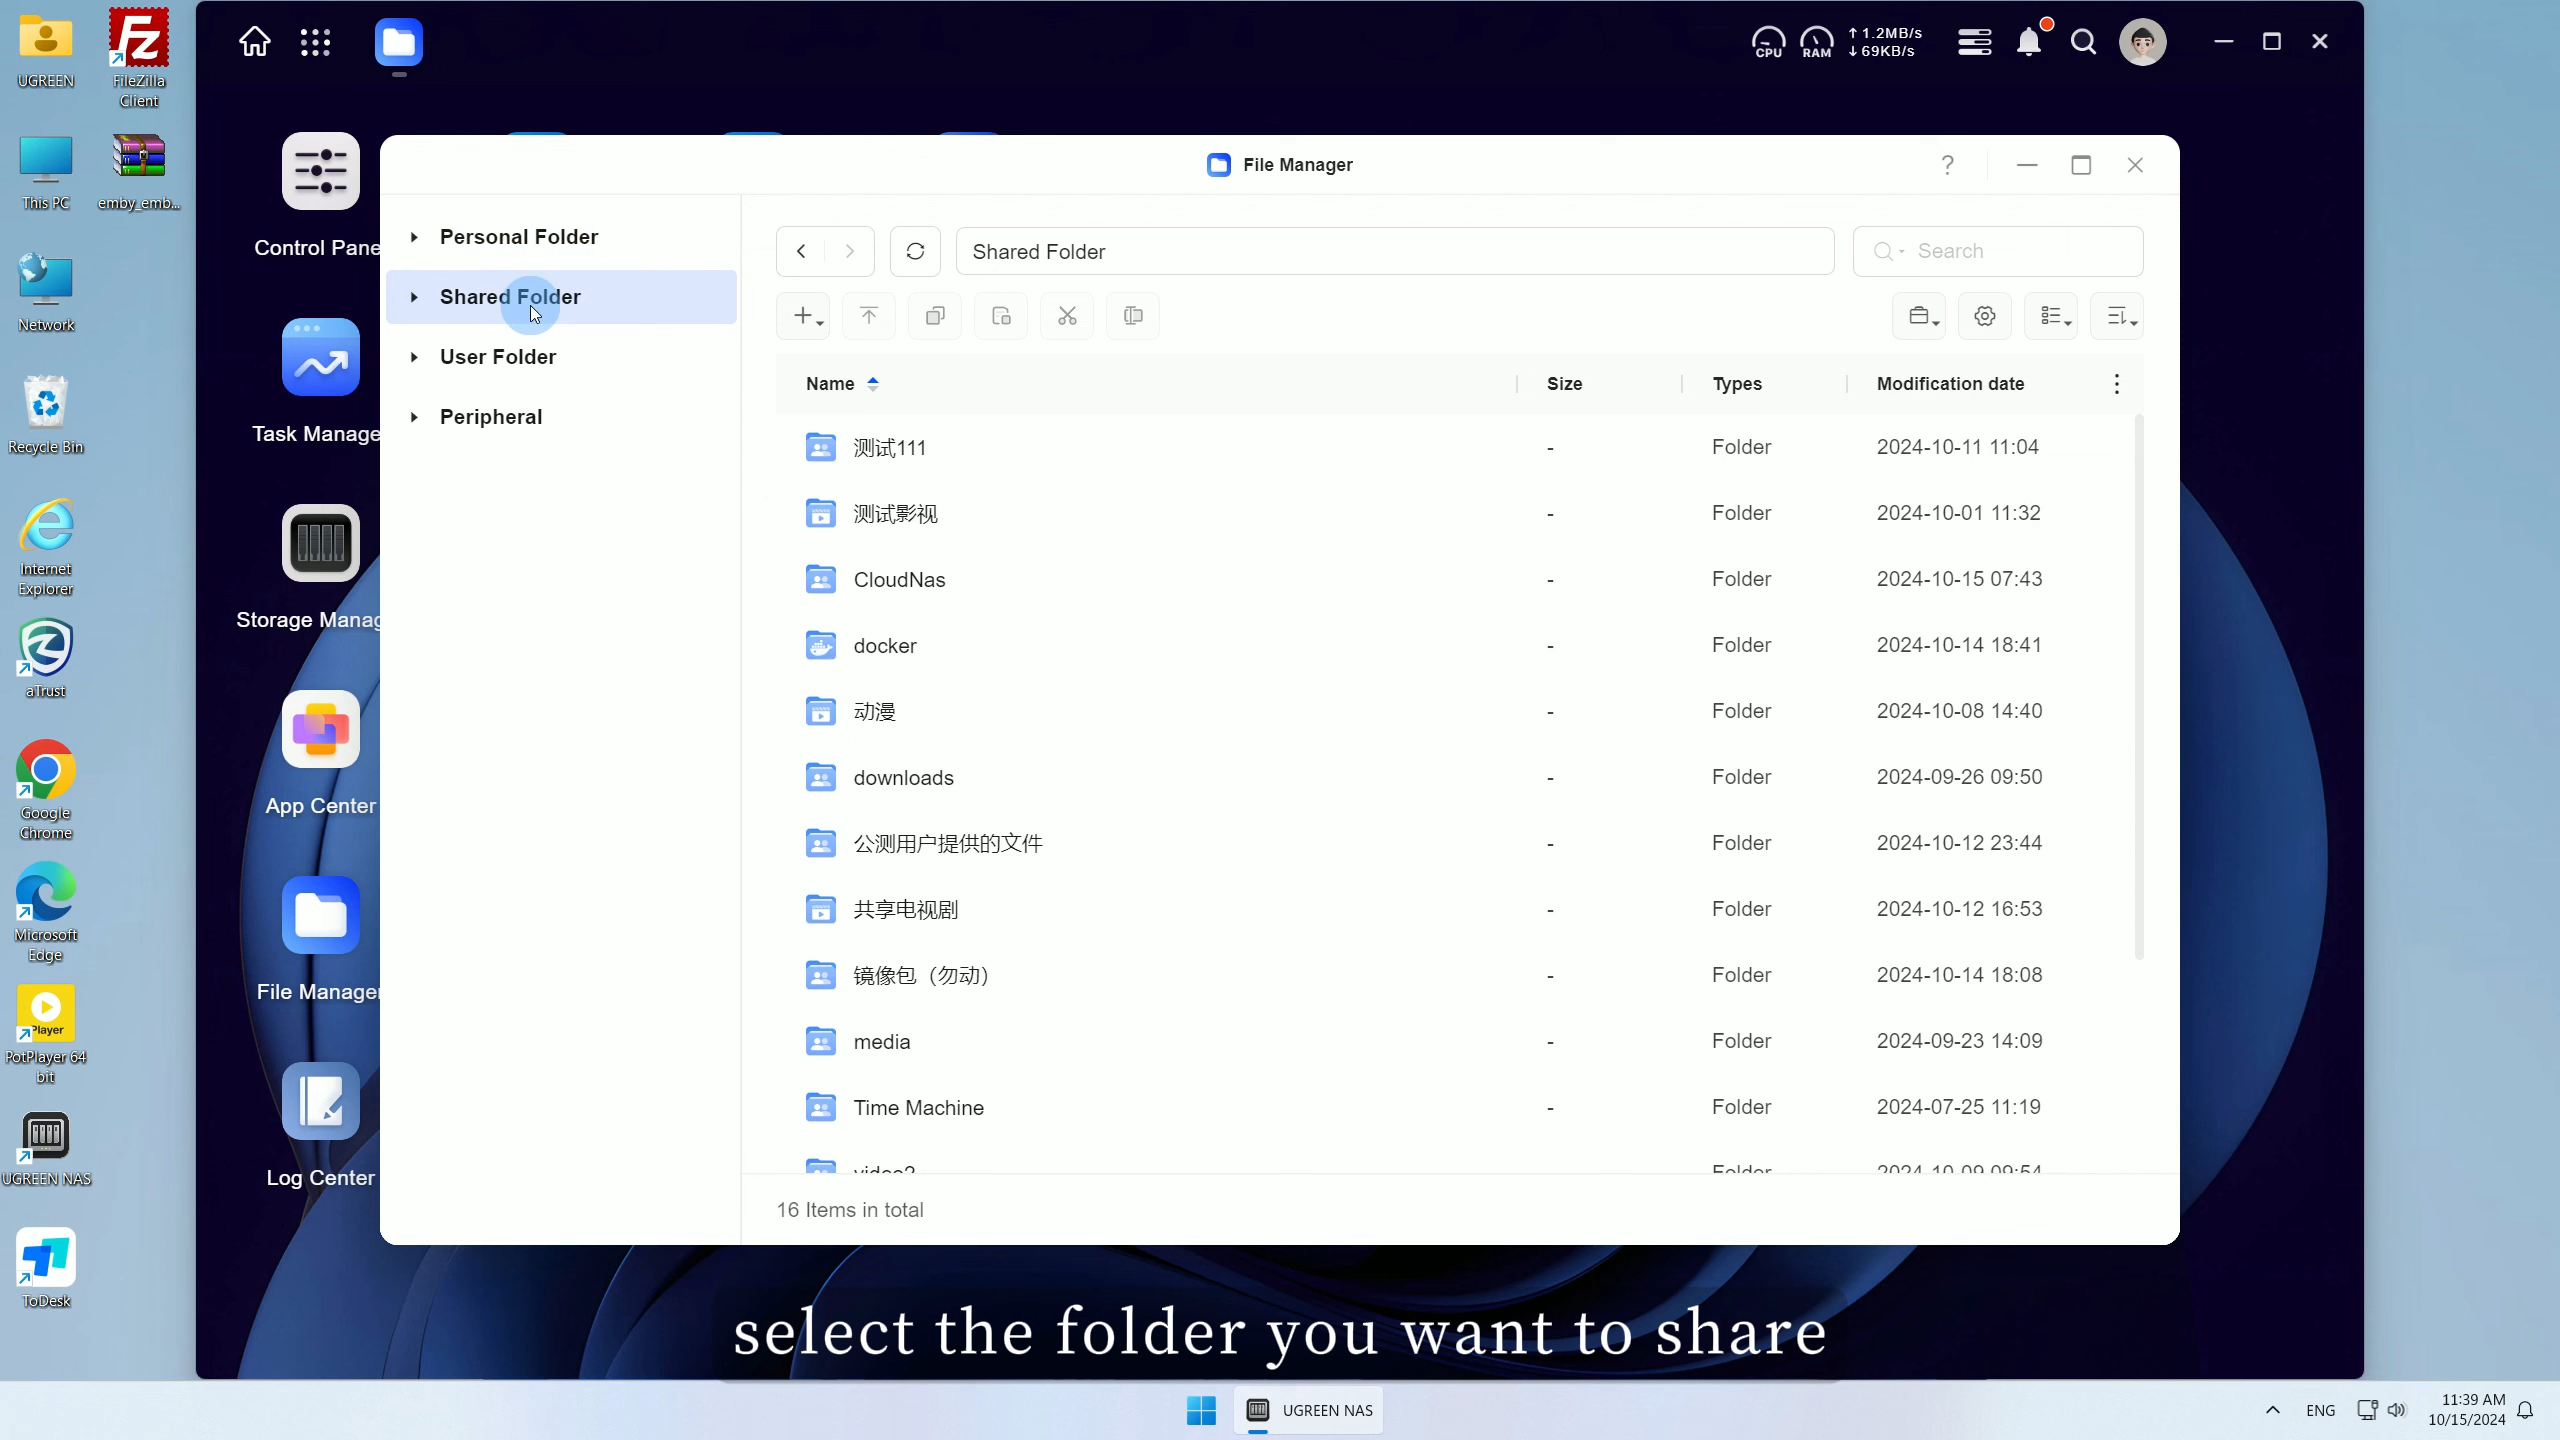 UGREEN
FileZilla
Client
This PC
emby_emb...
Network
Recycle Bin
Internet
Explorer
aTrust
Google
Chrome
Microsoft
Edge
Player
PotPlayer 64
bit
UGREEN NAS
ToDesk
CPU
RAM
↑ 1.2MB/s
↓ 69KB/s
Control Pane
Task Manage
Storage Manag
App Center
File Manager
Log Center
File Manager
?
Personal Folder
Shared Folder
User Folder
Peripheral
Shared Folder
Search
Name Size Types Modification date
测试111 - Folder 2024-10-11 11:04
测试影视 - Folder 2024-10-01 11:32
CloudNas - Folder 2024-10-15 07:43
docker - Folder 2024-10-14 18:41
动漫 - Folder 2024-10-08 14:40
downloads - Folder 2024-09-26 09:50
公测用户提供的文件 - Folder 2024-10-12 23:44
共享电视剧 - Folder 2024-10-12 16:53
镜像包（勿动） - Folder 2024-10-14 18:08
media - Folder 2024-09-23 14:09
Time Machine - Folder 2024-07-25 11:19
video2 Folder 2024-10-09 09:54
16 Items in total
select the folder you want to share
UGREEN NAS
ENG
11:39 AM
10/15/2024